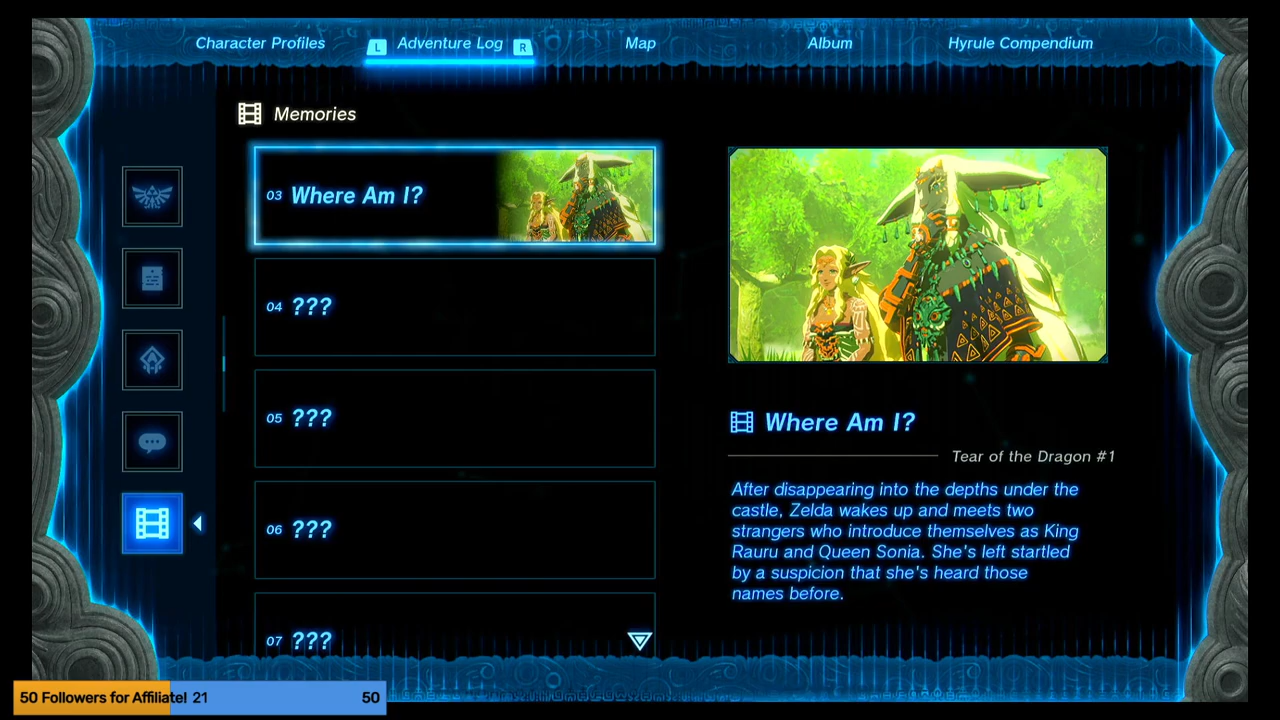 Character Profiles
L Adventure Log R
Map
Album
Hyrule Compendium
Memories
03 Where Am I?
04 ???
05 ???
06 ???
07 ???
Where Am I?
Tear of the Dragon #1
After disappearing into the depths under the
castle, Zelda wakes up and meets two
strangers who introduce themselves as King
Rauru and Queen Sonia. She's left startled
by a suspicion that she's heard those
names before.
50 Followers for Affiliate! 21
50